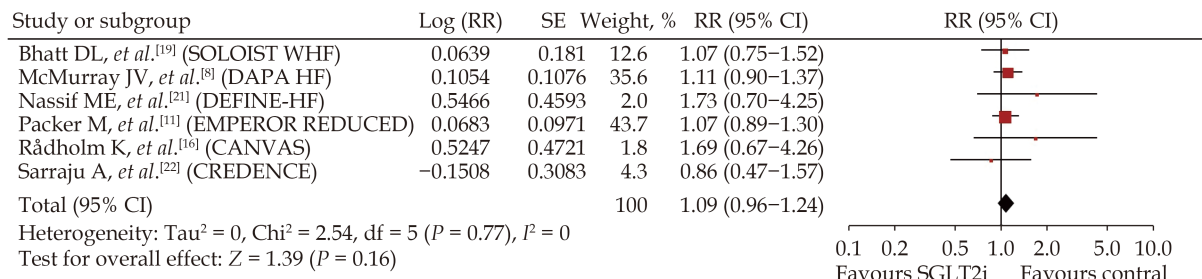 Study or subgroup Log (RR) SE Weight, % RR (95% CI) RR (95% CI)
Bhatt DL, et al.[19] (SOLOIST WHF) 0.0639 0.181 12.6 1.07 (0.75−1.52)
McMurray JV, et al.[8] (DAPA HF) 0.1054 0.1076 35.6 1.11 (0.90−1.37)
Nassif ME, et al.[21] (DEFINE-HF) 0.5466 0.4593 2.0 1.73 (0.70−4.25)
Packer M, et al.[11] (EMPEROR REDUCED) 0.0683 0.0971 43.7 1.07 (0.89−1.30)
Rådholm K, et al.[16] (CANVAS) 0.5247 0.4721 1.8 1.69 (0.67−4.26)
Sarraju A, et al.[22] (CREDENCE) −0.1508 0.3083 4.3 0.86 (0.47−1.57)
Total (95% CI) 100 1.09 (0.96−1.24)
Heterogeneity: Tau² = 0, Chi² = 2.54, df = 5 (P = 0.77), I² = 0
Test for overall effect: Z = 1.39 (P = 0.16)
0.1 0.2 0.5 1.0 2.0 5.0 10.0
Favours SGLT2i Favours contral